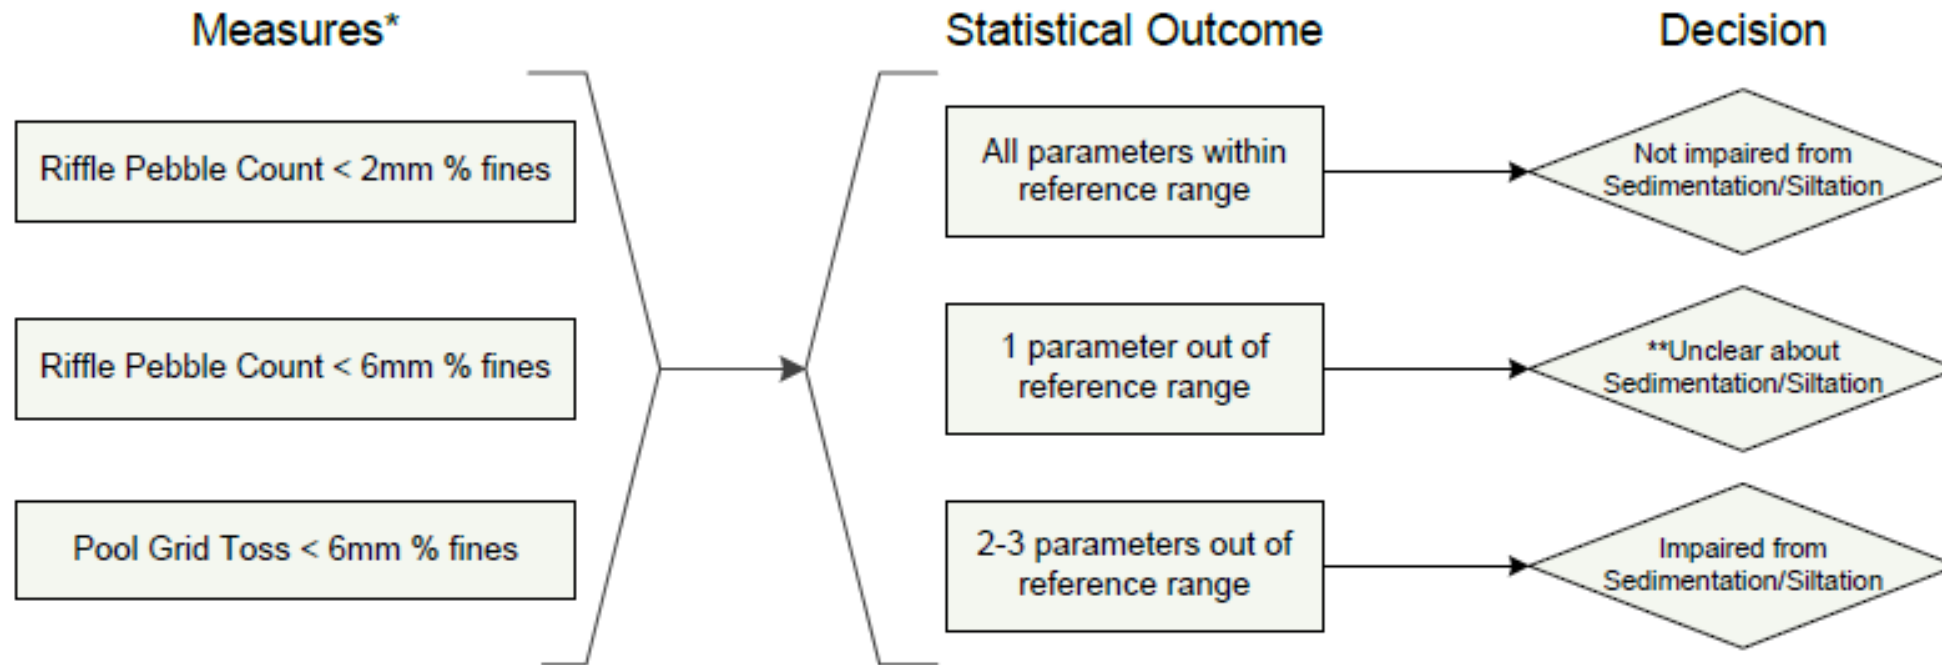 Measures*
Statistical Outcome
Decision
Riffle Pebble Count < 2mm % fines
Riffle Pebble Count < 6mm % fines
Pool Grid Toss < 6mm % fines
All parameters within
reference range
1 parameter out of
reference range
2-3 parameters out of
reference range
Not impaired from
Sedimentation/Siltation
**Unclear about
Sedimentation/Siltation
Impaired from
Sedimentation/Siltation